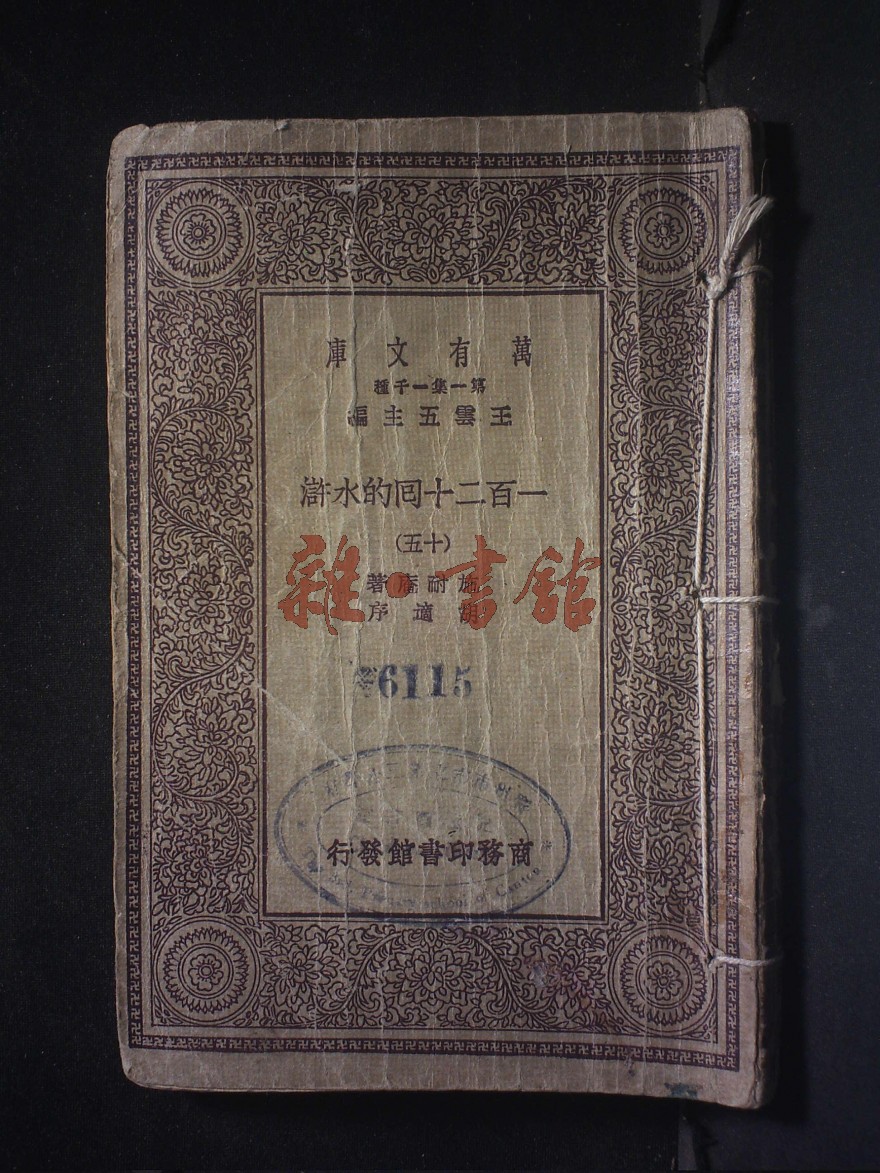 萬有文庫
第一集一千種
王雲五主編
一百二十回的水滸
(十五)
施耐庵著
胡適序
雜·書館
6115
商務印書館發行